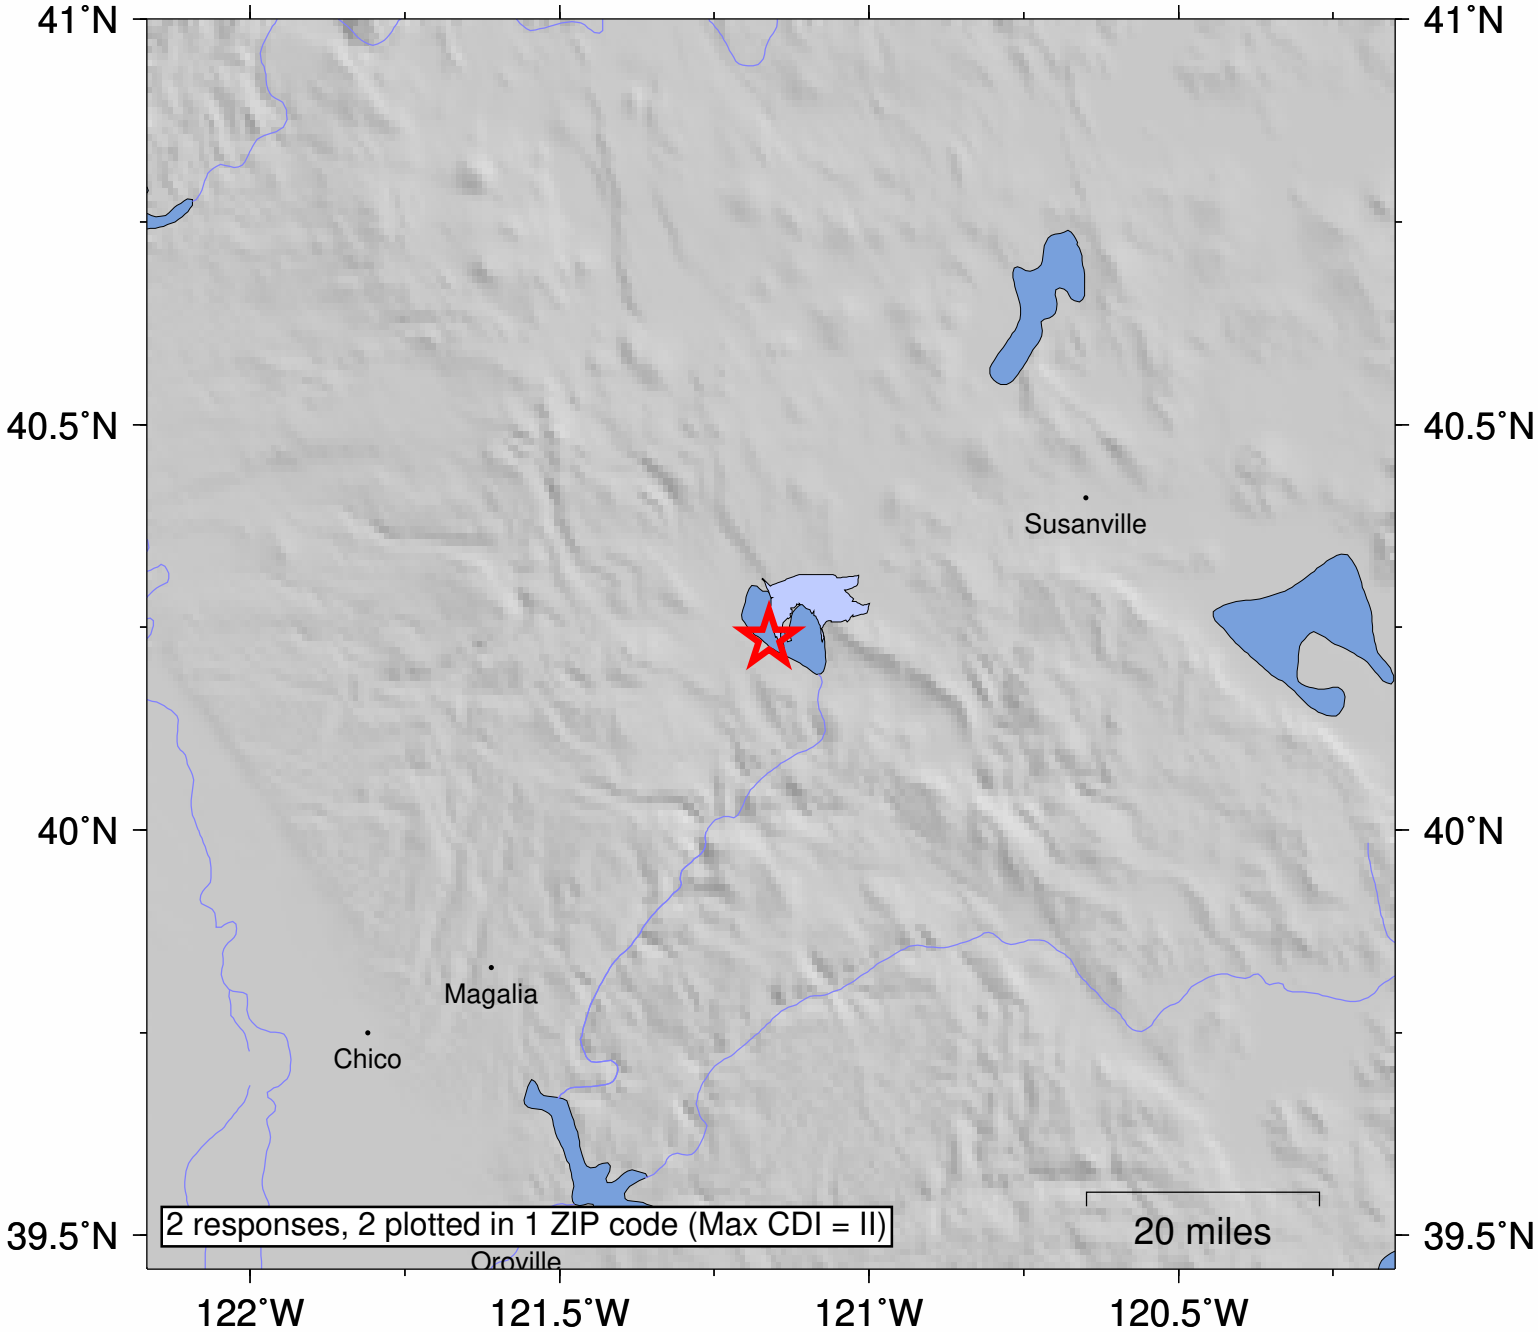 41°N
41°N
40.5°N
40.5°N
Susanville
40°N
40°N
Magalia
Chico
2 responses, 2 plotted in 1 ZIP code (Max CDI = II)
20 miles
39.5°N
39.5°N
Oroville
122°W
121.5°W
121°W
120.5°W